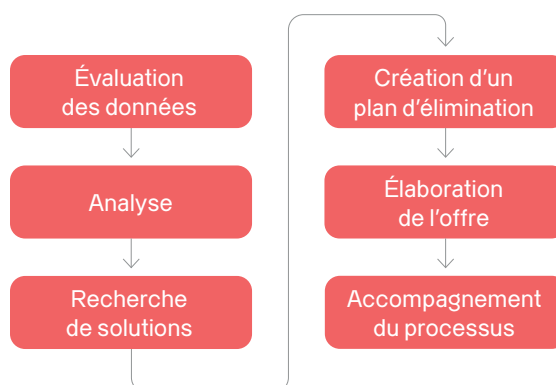 Évaluation
des données
Analyse
Recherche
de solutions
Création d’un
plan d’élimination
Élaboration
de l’offre
Accompagnement
du processus